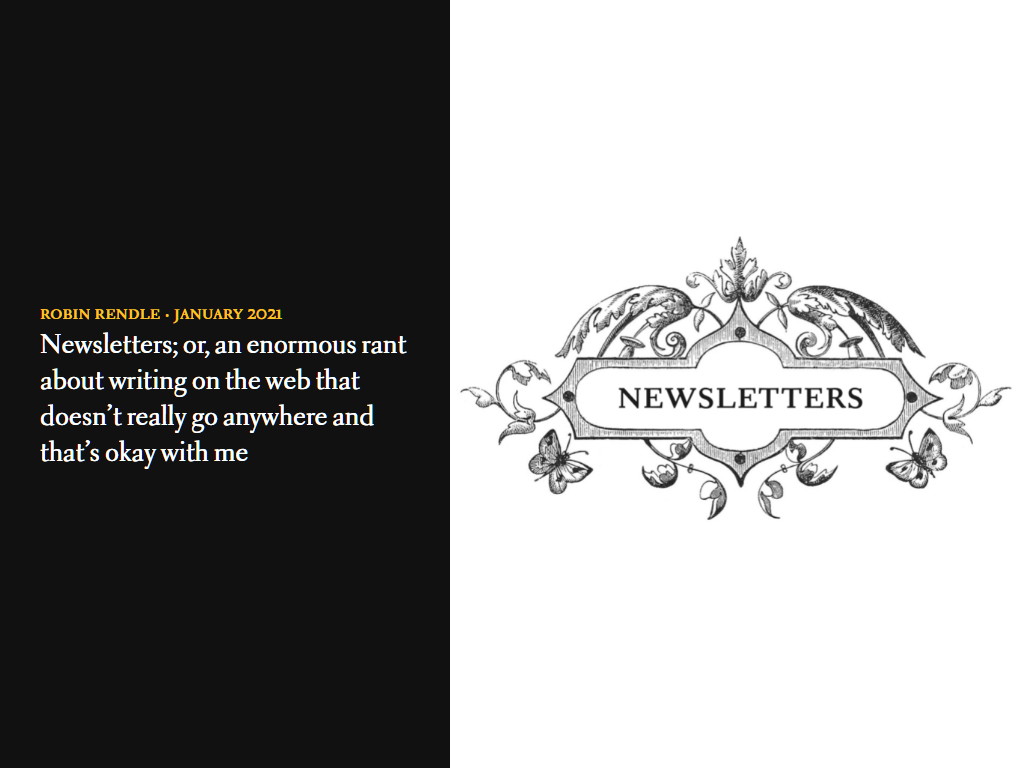 ROBIN RENDLE · JANUARY 2021
Newsletters; or, an enormous rant
about writing on the web that
doesn’t really go anywhere and
that’s okay with me
NEWSLETTERS